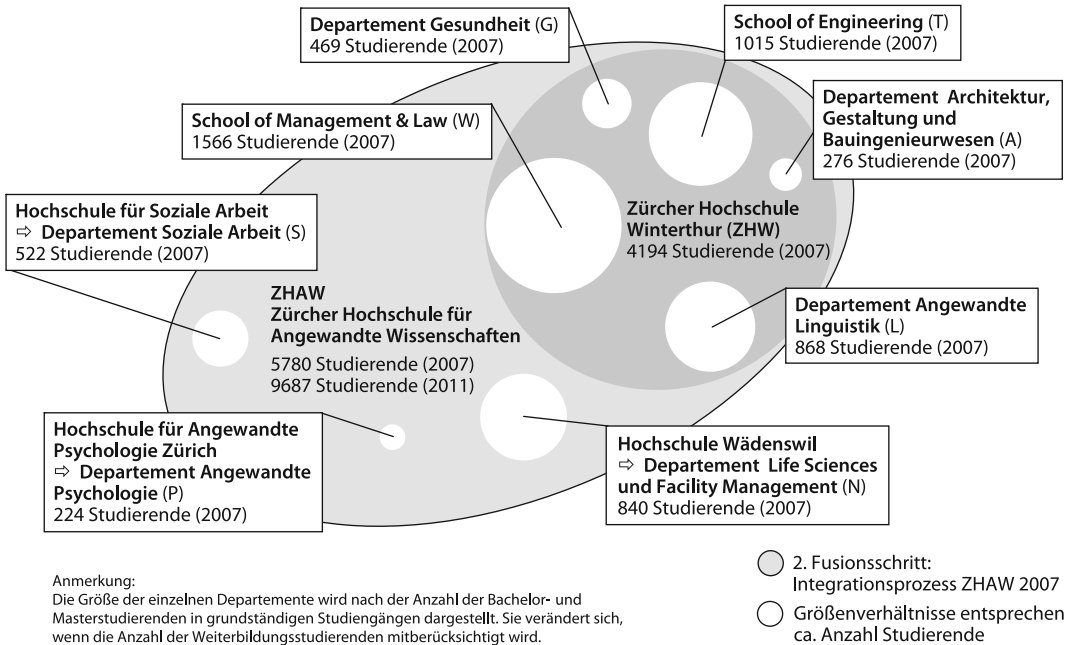 Departement Gesundheit (G)
469 Studierende (2007)
School of Engineering (T)
1015 Studierende (2007)
School of Management & Law (W)
1566 Studierende (2007)
Departement Architektur,
Gestaltung und
Bauingenieurwesen (A)
276 Studierende (2007)
Hochschule für Soziale Arbeit
⇨ Departement Soziale Arbeit (S)
522 Studierende (2007)
Zürcher Hochschule
Winterthur (ZHW)
4194 Studierende (2007)
ZHAW
Zürcher Hochschule für
Angewandte Wissenschaften
5780 Studierende (2007)
9687 Studierende (2011)
Departement Angewandte
Linguistik (L)
868 Studierende (2007)
Hochschule für Angewandte
Psychologie Zürich
⇨ Departement Angewandte
Psychologie (P)
224 Studierende (2007)
Hochschule Wädenswil
⇨ Departement Life Sciences
und Facility Management (N)
840 Studierende (2007)
Anmerkung:
Die Größe der einzelnen Departemente wird nach der Anzahl der Bachelor- und
Masterstudierenden in grundständigen Studiengängen dargestellt. Sie verändert sich,
wenn die Anzahl der Weiterbildungsstudierenden mitberücksichtigt wird.
2. Fusionsschritt:
Integrationsprozess ZHAW 2007
Größenverhältnisse entsprechen
ca. Anzahl Studierende